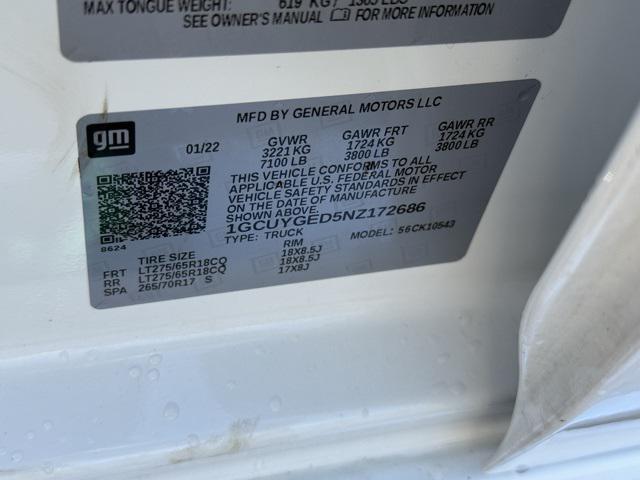 MAX TONGUE WEIGHT: 619 KG / 1365 LBS
SEE OWNER'S MANUAL FOR MORE INFORMATION
MFD BY GENERAL MOTORS LLC
gm
01/22
GVWR GAWR FRT GAWR RR
3221 KG 1724 KG 1724 KG
7100 LB 3800 LB 3800 LB
THIS VEHICLE CONFORMS TO ALL
APPLICABLE U.S. FEDERAL MOTOR
VEHICLE SAFETY STANDARDS IN EFFECT
ON THE DATE OF MANUFACTURE
SHOWN ABOVE.
1GCUYGED5NZ172686
TYPE: TRUCK MODEL: 56CK10543
8624
TIRE SIZE RIM
FRT LT275/65R18CQ 18X8.5J
RR LT275/65R18CQ 18X8.5J
SPA 265/70R17 S 17X8J